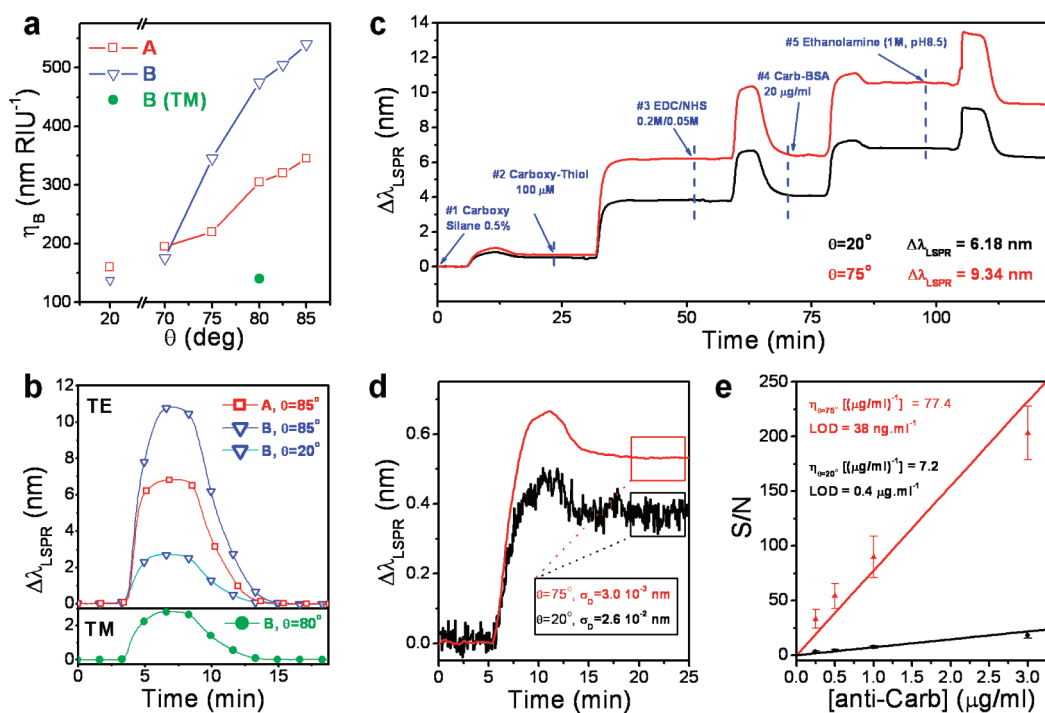 a
A
B
B (TM)
500
400
300
200
100
20
70
75
80
85
η_B (nm RIU⁻¹)
θ (deg)
c
14
12
10
8
6
4
2
0
Δλ_LSPR (nm)
#1 Carboxy
Silane 0.5%
#2 Carboxy-Thiol
100 μM
#3 EDC/NHS
0.2M/0.05M
#4 Carb-BSA
20 μg/ml
#5 Ethanolamine (1M, pH8.5)
θ=20° Δλ_LSPR = 6.18 nm
θ=75° Δλ_LSPR = 9.34 nm
0 25 50 75 100
Time (min)
b
TE
A, θ=85°
B, θ=85°
B, θ=20°
12
10
8
6
4
2
0
Δλ_LSPR (nm)
TM
B, θ=80°
2
0
0 5 10 15
Time (min)
d
0.6
0.4
0.2
0.0
Δλ_LSPR (nm)
θ=75°, σ_D=3.0 10⁻³ nm
θ=20°, σ_D=2.6 10⁻² nm
0 5 10 15 20 25
Time (min)
e
250
200
150
100
50
0
S/N
η_θ=75° [(μg/ml)⁻¹] = 77.4
LOD = 38 ng.ml⁻¹
η_θ=20° [(μg/ml)⁻¹] = 7.2
LOD = 0.4 μg.ml⁻¹
0.0 0.5 1.0 1.5 2.0 2.5 3.0
[anti-Carb] (μg/ml)